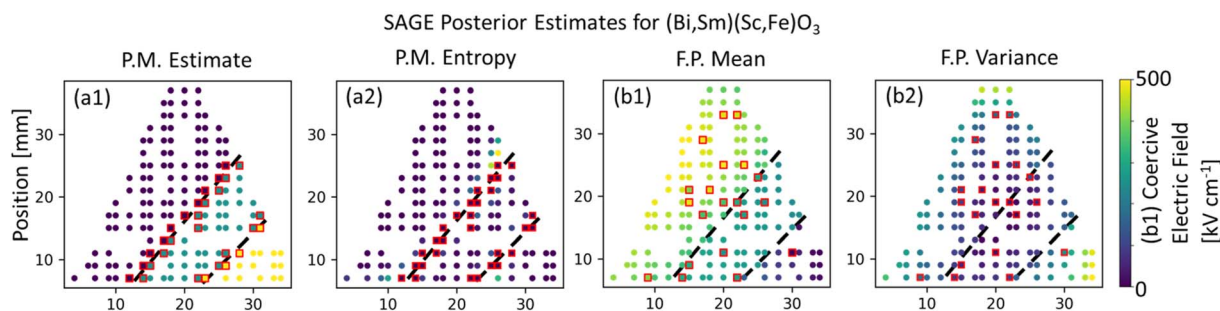 SAGE Posterior Estimates for (Bi,Sm)(Sc,Fe)O₃
P.M. Estimate
P.M. Entropy
F.P. Mean
F.P. Variance
Position [mm]
(a1)
(a2)
(b1)
(b2)
30
20
10
30
20
10
30
20
10
30
20
10
10 20 30
10 20 30
10 20 30
10 20 30
500
0
(b1) Coercive
Electric Field
[kV cm⁻¹]